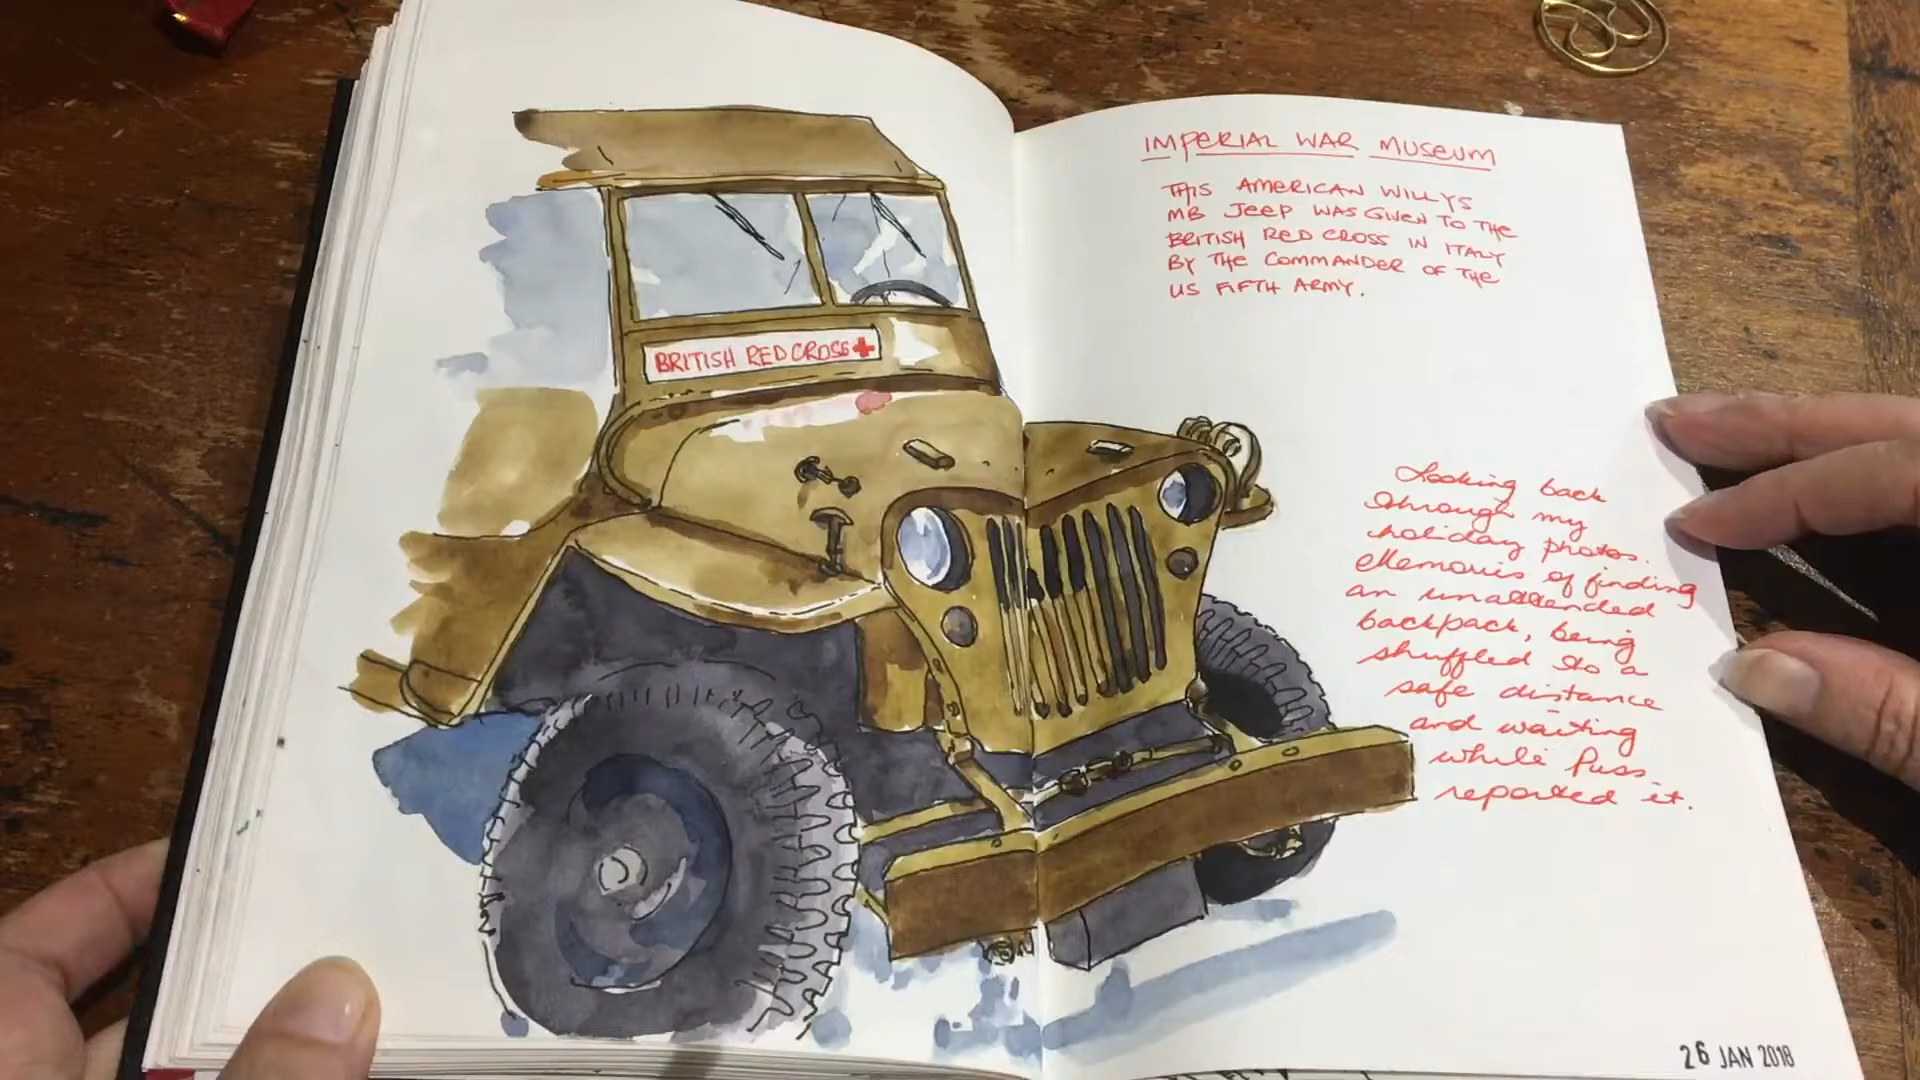 BRITISH RED CROSS
IMPERIAL WAR MUSEUM
THIS AMERICAN WILLYS
MB JEEP WAS GIVEN TO THE
BRITISH RED CROSS IN ITALY
BY THE COMMANDER OF THE
US FIFTH ARMY.
Looking back
through my
holiday photos.
Memories of finding
an unattended
backpack, being
shuffled to a
safe distance
and waiting
while Puss
reported it.
26 JAN 2018